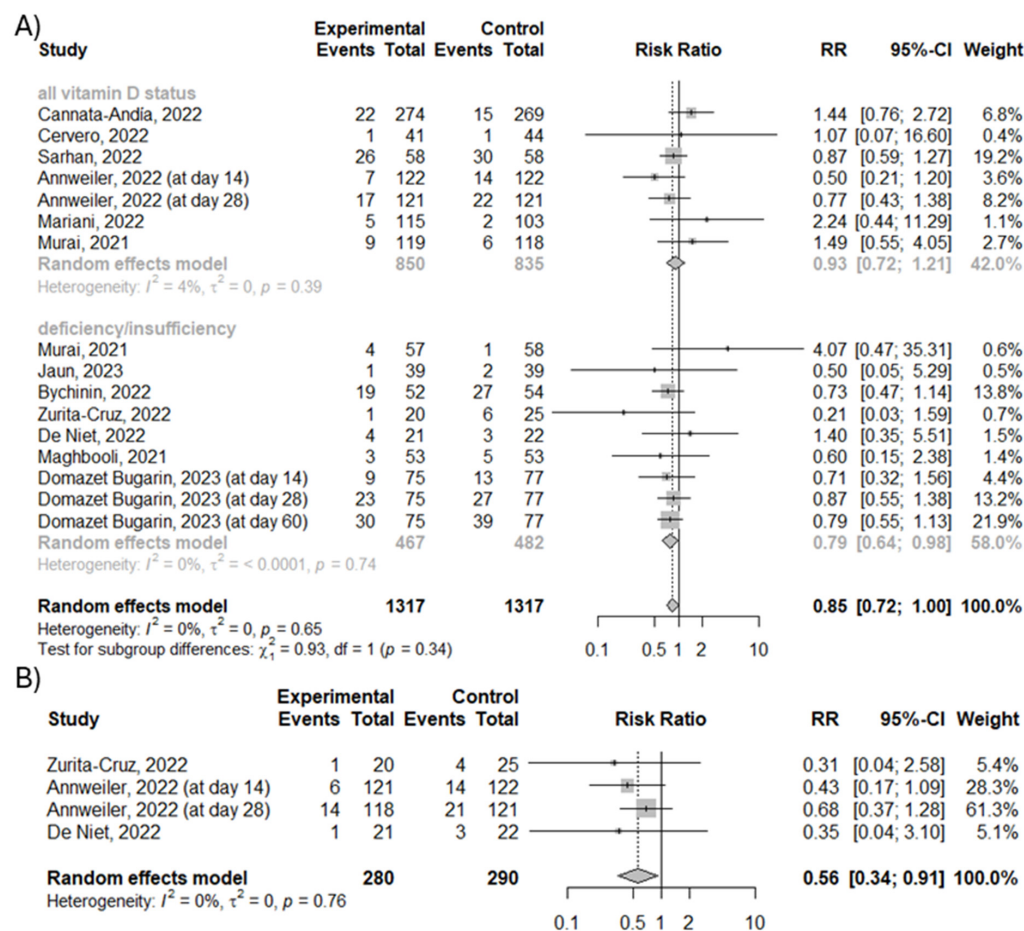 A)
Experimental Control
Study Events Total Events Total Risk Ratio RR 95%-CI Weight
all vitamin D status
Cannata-Andía, 2022 22 274 15 269 1.44 [0.76; 2.72] 6.8%
Cervero, 2022 1 41 1 44 1.07 [0.07; 16.60] 0.4%
Sarhan, 2022 26 58 30 58 0.87 [0.59; 1.27] 19.2%
Annweiler, 2022 (at day 14) 7 122 14 122 0.50 [0.21; 1.20] 3.6%
Annweiler, 2022 (at day 28) 17 121 22 121 0.77 [0.43; 1.38] 8.2%
Mariani, 2022 5 115 2 103 2.24 [0.44; 11.29] 1.1%
Murai, 2021 9 119 6 118 1.49 [0.55; 4.05] 2.7%
Random effects model 850 835 0.93 [0.72; 1.21] 42.0%
Heterogeneity: I² = 4%, τ² = 0, p = 0.39
deficiency/insufficiency
Murai, 2021 4 57 1 58 4.07 [0.47; 35.31] 0.6%
Jaun, 2023 1 39 2 39 0.50 [0.05; 5.29] 0.5%
Bychinin, 2022 19 52 27 54 0.73 [0.47; 1.14] 13.8%
Zurita-Cruz, 2022 1 20 6 25 0.21 [0.03; 1.59] 0.7%
De Niet, 2022 4 21 3 22 1.40 [0.35; 5.51] 1.5%
Maghbooli, 2021 3 53 5 53 0.60 [0.15; 2.38] 1.4%
Domazet Bugarin, 2023 (at day 14) 9 75 13 77 0.71 [0.32; 1.56] 4.4%
Domazet Bugarin, 2023 (at day 28) 23 75 27 77 0.87 [0.55; 1.38] 13.2%
Domazet Bugarin, 2023 (at day 60) 30 75 39 77 0.79 [0.55; 1.13] 21.9%
Random effects model 467 482 0.79 [0.64; 0.98] 58.0%
Heterogeneity: I² = 0%, τ² = < 0.0001, p = 0.74
Random effects model 1317 1317 0.85 [0.72; 1.00] 100.0%
Heterogeneity: I² = 0%, τ² = 0, p = 0.65
Test for subgroup differences: χ²₁ = 0.93, df = 1 (p = 0.34)
0.1 0.5 1 2 10
B)
Experimental Control
Study Events Total Events Total Risk Ratio RR 95%-CI Weight
Zurita-Cruz, 2022 1 20 4 25 0.31 [0.04; 2.58] 5.4%
Annweiler, 2022 (at day 14) 6 121 14 122 0.43 [0.17; 1.09] 28.3%
Annweiler, 2022 (at day 28) 14 118 21 121 0.68 [0.37; 1.28] 61.3%
De Niet, 2022 1 21 3 22 0.35 [0.04; 3.10] 5.1%
Random effects model 280 290 0.56 [0.34; 0.91] 100.0%
Heterogeneity: I² = 0%, τ² = 0, p = 0.76
0.1 0.5 1 2 10